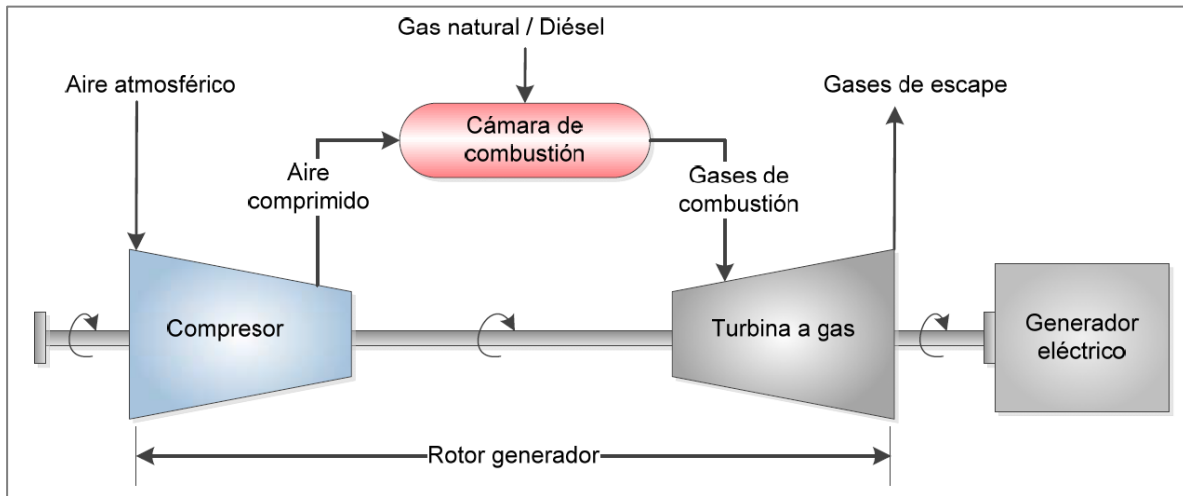 Gas natural / Diésel
Aire atmosférico
Gases de escape
Cámara de
combustión
Aire
comprimido
Gases de
combustión
Compresor
Turbina a gas
Generador
eléctrico
Rotor generador